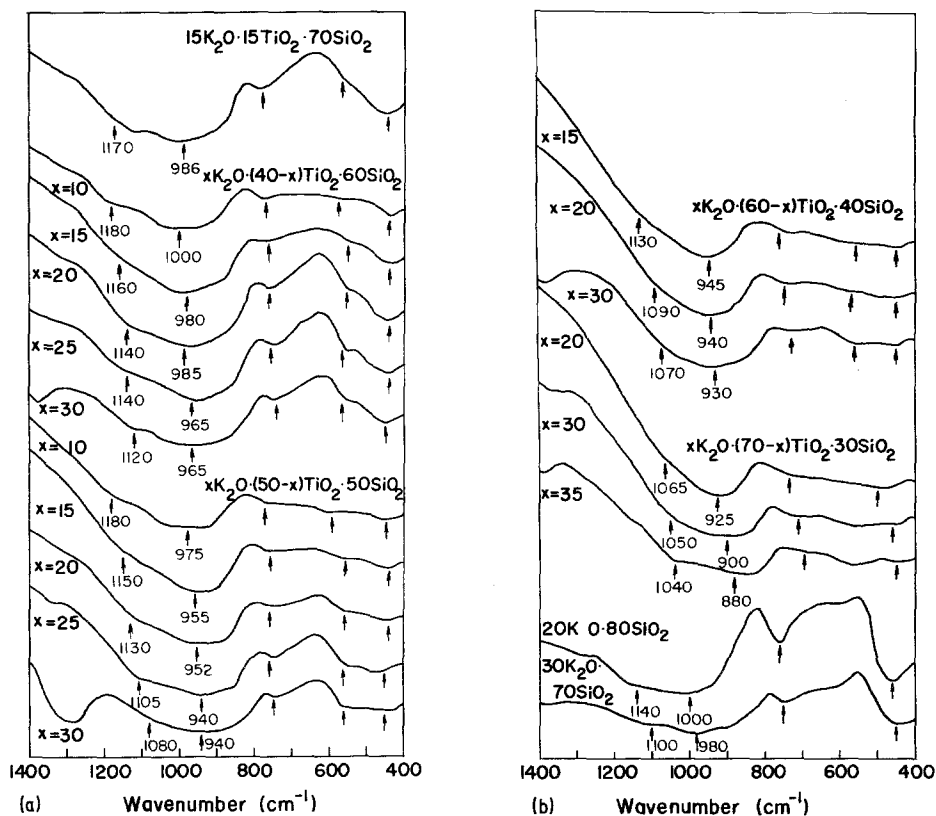 15K₂O·15TiO₂·70SiO₂
1170
986
xK₂O·(40-x)TiO₂·60SiO₂
x=10
1180
1000
x=15
1160
980
x=20
1140
985
x=25
1140
965
x=30
1120
965
xK₂O·(50-x)TiO₂·50SiO₂
x=10
1180
975
x=15
1150
955
x=20
1130
952
x=25
1105
940
x=30
1080
940
1400 1200 1000 800 600 400
(a) Wavenumber (cm⁻¹)
x=15
xK₂O·(60-x)TiO₂·40SiO₂
1130
945
x=20
1090
940
x=30
1070
930
x=20
xK₂O·(70-x)TiO₂·30SiO₂
1065
925
x=30
1050
900
x=35
1040
880
20K O·80SiO₂
1140
1000
30K₂O·
70SiO₂
1100
980
1400 1200 1000 800 600 400
(b) Wavenumber (cm⁻¹)